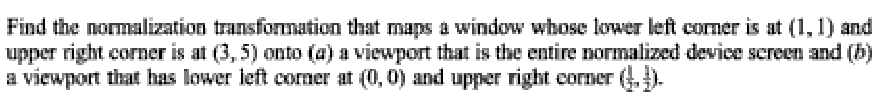 Find the normalization transformation that maps a window whose lower left corner is at (1, 1) and
upper right corner is at (3, 5) onto (a) a viewport that is the entire normalized device screen and (b)
a viewport that has lower left corner at (0, 0) and upper right corner (½, ½).